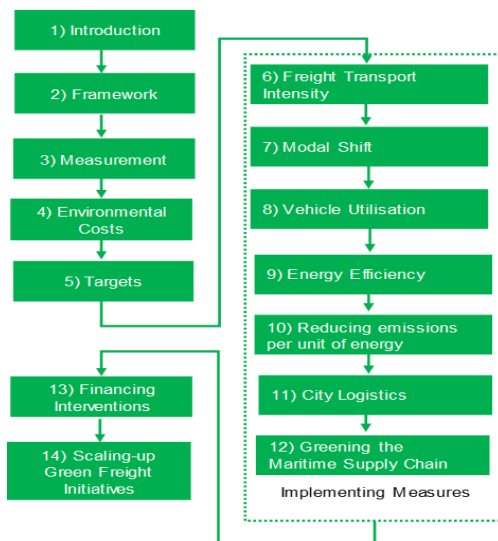 1) Introduction
2) Framework
3) Measurement
4) Environmental
Costs
5) Targets
6) Freight Transport
Intensity
7) Modal Shift
8) Vehicle Utilisation
9) Energy Efficiency
10) Reducing emissions
per unit of energy
11) City Logistics
12) Greening the
Maritime Supply Chain
Implementing Measures
13) Financing
Interventions
14) Scaling-up
Green Freight
Initiatives